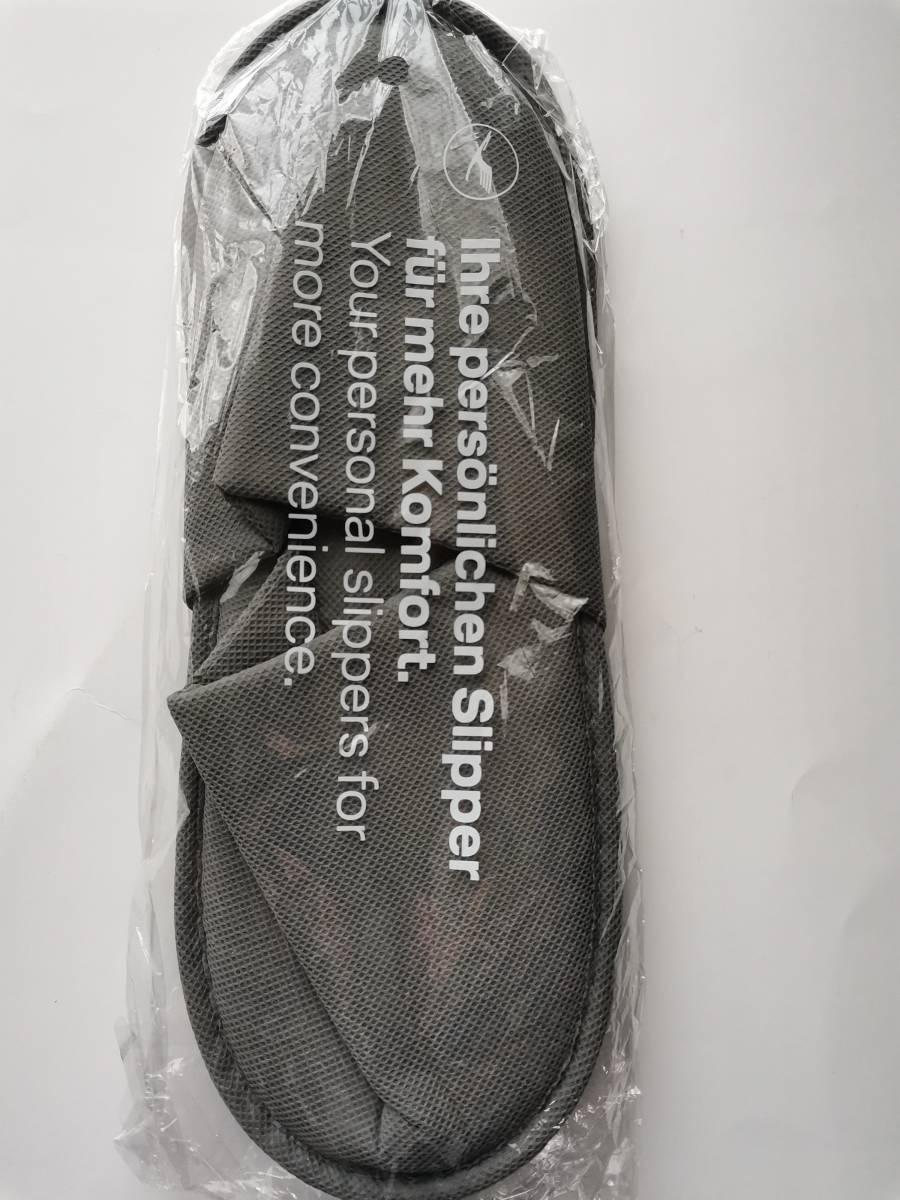 Ihre persönlichen Slipper
für mehr Komfort.
Your personal slippers for
more convenience.